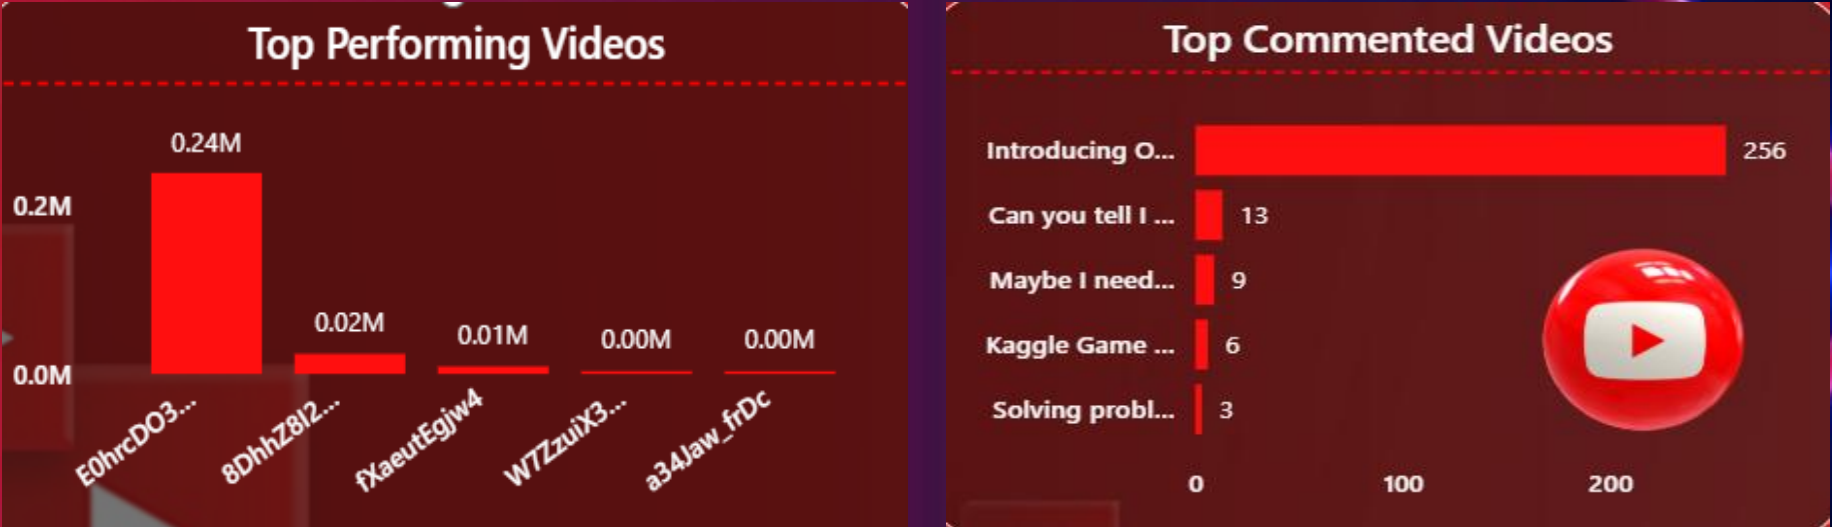 Top Performing Videos
0.24M
0.2M
0.02M
0.01M
0.00M
0.00M
0.0M
E0hrcDO3...
8DhhZ8I2...
fXaeutEgjw4
W7ZzuiX3...
a34Jaw_frDc
Top Commented Videos
Introducing O... 256
Can you tell I ... 13
Maybe I need... 9
Kaggle Game ... 6
Solving probl... 3
0 100 200